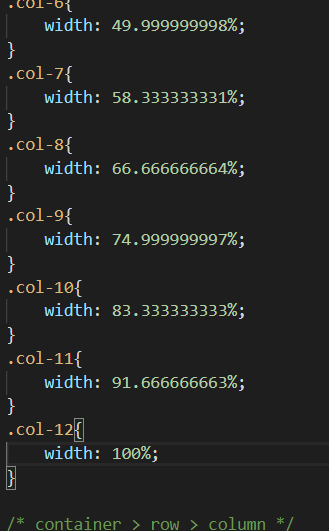 .col-6{
width: 49.999999998%;
}
.col-7{
width: 58.333333331%;
}
.col-8{
width: 66.666666664%;
}
.col-9{
width: 74.999999997%;
}
.col-10{
width: 83.333333333%;
}
.col-11{
width: 91.666666663%;
}
.col-12{
width: 100%;
}
/* container > row > column */